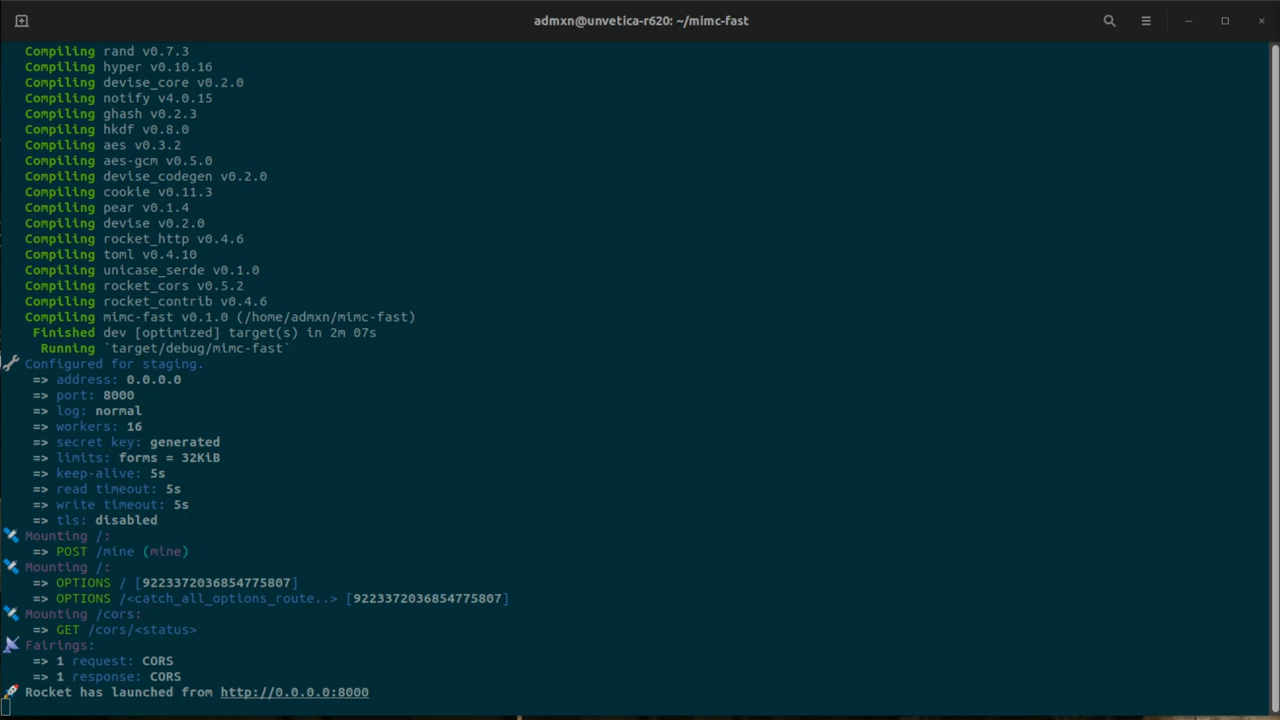 admxn@unvetica-r620: ~/mimc-fast
Compiling rand v0.7.3
Compiling hyper v0.10.16
Compiling devise_core v0.2.0
Compiling notify v4.0.15
Compiling ghash v0.2.3
Compiling hkdf v0.8.0
Compiling aes v0.3.2
Compiling aes-gcm v0.5.0
Compiling devise_codegen v0.2.0
Compiling cookie v0.11.3
Compiling pear v0.1.4
Compiling devise v0.2.0
Compiling rocket_http v0.4.6
Compiling toml v0.4.10
Compiling unicase_serde v0.1.0
Compiling rocket_cors v0.5.2
Compiling rocket_contrib v0.4.6
Compiling mimc-fast v0.1.0 (/home/admxn/mimc-fast)
Finished dev [optimized] target(s) in 2m 07s
Running `target/debug/mimc-fast`
Configured for staging.
=> address: 0.0.0.0
=> port: 8000
=> log: normal
=> workers: 16
=> secret key: generated
=> limits: forms = 32KiB
=> keep-alive: 5s
=> read timeout: 5s
=> write timeout: 5s
=> tls: disabled
Mounting /:
=> POST /mine (mine)
Mounting /:
=> OPTIONS / [9223372036854775807]
=> OPTIONS /<catch_all_options_route..> [9223372036854775807]
Mounting /cors:
=> GET /cors/<status>
Fairings:
=> 1 request: CORS
=> 1 response: CORS
Rocket has launched from http://0.0.0.0:8000